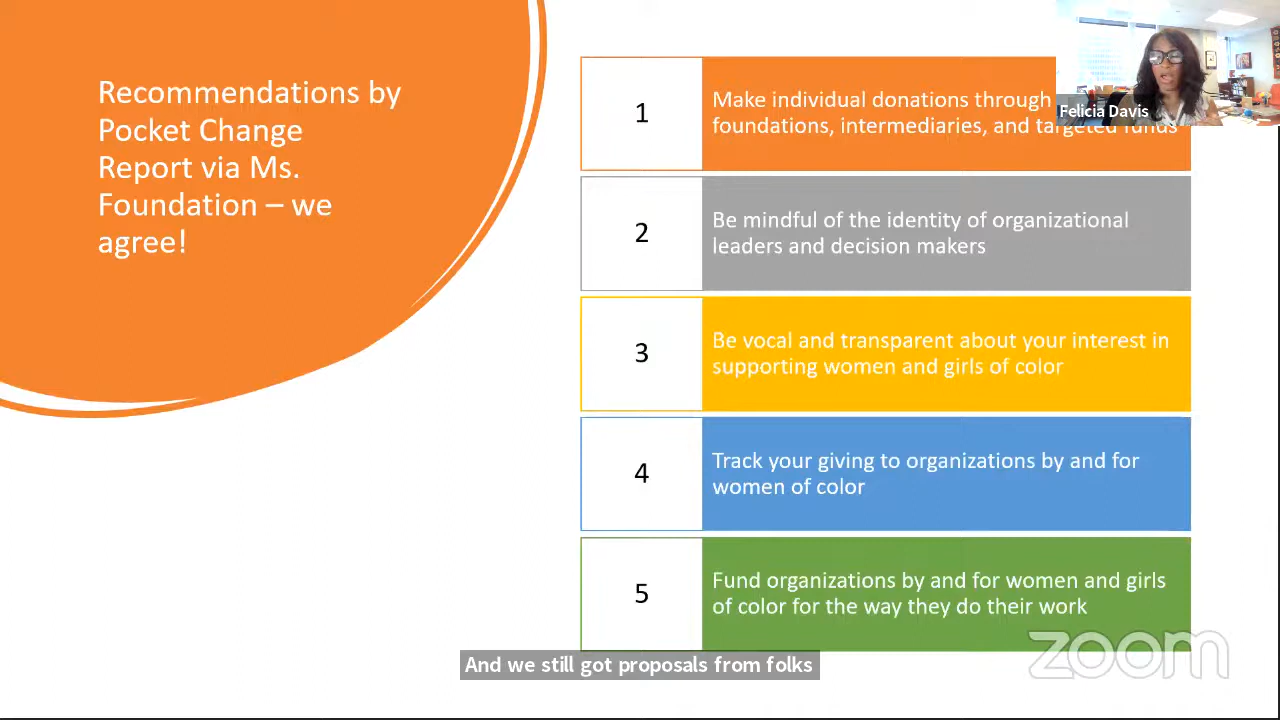 Recommendations by
Pocket Change
Report via Ms.
Foundation – we
agree!
1
Make individual donations through
foundations, intermediaries, and targeted funds
2
Be mindful of the identity of organizational
leaders and decision makers
3
Be vocal and transparent about your interest in
supporting women and girls of color
4
Track your giving to organizations by and for
women of color
5
Fund organizations by and for women and girls
of color for the way they do their work
Felicia Davis
And we still got proposals from folks
zoom